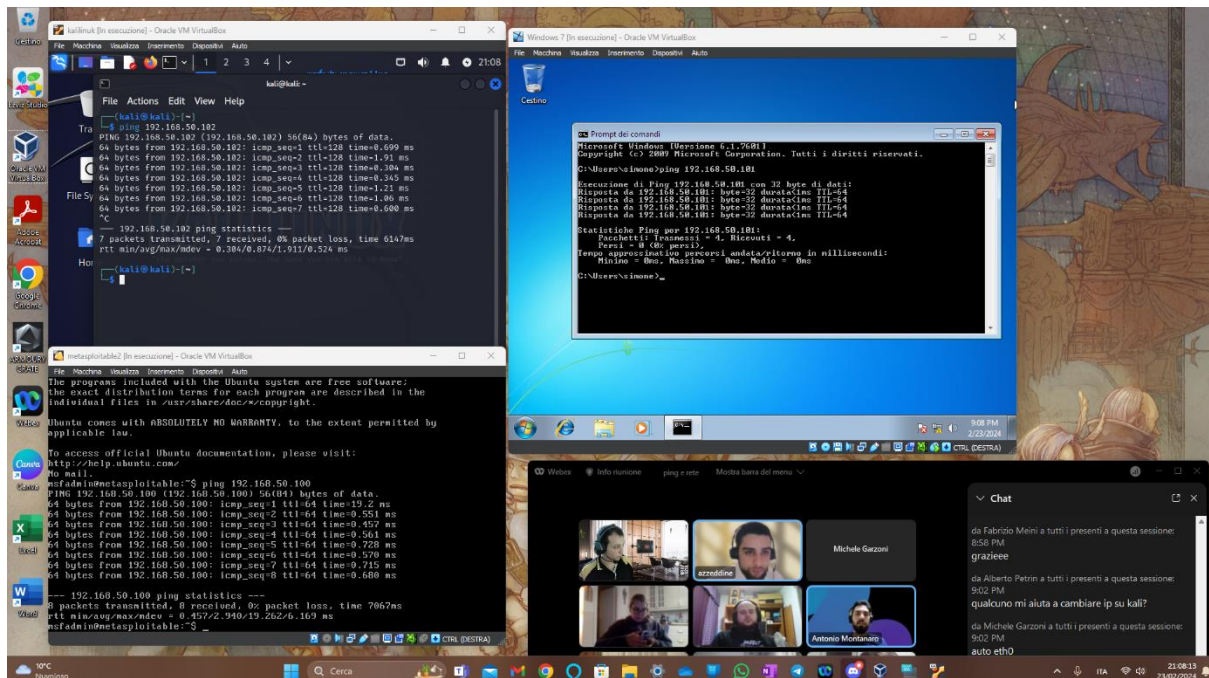 Cestino
Ezviz Studio
Oracle VM
VirtualBox
Adobe
Acrobat
Google
Chrome
ARMOURY
CRATE
Webex
Canva
Canva
Excel
Word
kalilinuk [In esecuzione] - Oracle VM VirtualBox
File Macchina Visualizza Inserimento Dispositivi Aiuto
1 2 3 4
21:08
kali@kali: ~
File Actions Edit View Help
Tra
File Sy
Hor
(kali㉿kali)-[~]
$ ping 192.168.50.102
PING 192.168.50.102 (192.168.50.102) 56(84) bytes of data.
64 bytes from 192.168.50.102: icmp_seq=1 ttl=128 time=0.699 ms
64 bytes from 192.168.50.102: icmp_seq=2 ttl=128 time=1.91 ms
64 bytes from 192.168.50.102: icmp_seq=3 ttl=128 time=0.304 ms
64 bytes from 192.168.50.102: icmp_seq=4 ttl=128 time=0.345 ms
64 bytes from 192.168.50.102: icmp_seq=5 ttl=128 time=1.21 ms
64 bytes from 192.168.50.102: icmp_seq=6 ttl=128 time=1.06 ms
64 bytes from 192.168.50.102: icmp_seq=7 ttl=128 time=0.600 ms
^C
--- 192.168.50.102 ping statistics ---
7 packets transmitted, 7 received, 0% packet loss, time 6147ms
rtt min/avg/max/mdev = 0.304/0.874/1.911/0.524 ms
(kali㉿kali)-[~]
$
Windows 7 [In esecuzione] - Oracle VM VirtualBox
File Macchina Visualizza Inserimento Dispositivi Aiuto
Cestino
Prompt dei comandi
Microsoft Windows [Versione 6.1.7601]
Copyright (c) 2009 Microsoft Corporation. Tutti i diritti riservati.
C:\Users\simone>ping 192.168.50.101
Esecuzione di Ping 192.168.50.101 con 32 byte di dati:
Risposta da 192.168.50.101: byte=32 durata<1ms TTL=64
Risposta da 192.168.50.101: byte=32 durata<1ms TTL=64
Risposta da 192.168.50.101: byte=32 durata<1ms TTL=64
Risposta da 192.168.50.101: byte=32 durata<1ms TTL=64
Statistiche Ping per 192.168.50.101:
Pacchetti: Trasmessi = 4, Ricevuti = 4,
Persi = 0 (0% persi),
Tempo approssimativo percorsi andata/ritorno in millisecondi:
Minimo = 0ms, Massimo = 0ms, Medio = 0ms
C:\Users\simone>_
9:08 PM
2/23/2024
CTRL (DESTRA)
metasploitable2 [In esecuzione] - Oracle VM VirtualBox
File Macchina Visualizza Inserimento Dispositivi Aiuto
The programs included with the Ubuntu system are free software;
the exact distribution terms for each program are described in the
individual files in /usr/share/doc/*/copyright.
Ubuntu comes with ABSOLUTELY NO WARRANTY, to the extent permitted by
applicable law.
To access official Ubuntu documentation, please visit:
http://help.ubuntu.com/
No mail.
msfadmin@metasploitable:~$ ping 192.168.50.100
PING 192.168.50.100 (192.168.50.100) 56(84) bytes of data.
64 bytes from 192.168.50.100: icmp_seq=1 ttl=64 time=19.2 ms
64 bytes from 192.168.50.100: icmp_seq=2 ttl=64 time=0.551 ms
64 bytes from 192.168.50.100: icmp_seq=3 ttl=64 time=0.457 ms
64 bytes from 192.168.50.100: icmp_seq=4 ttl=64 time=0.561 ms
64 bytes from 192.168.50.100: icmp_seq=5 ttl=64 time=0.728 ms
64 bytes from 192.168.50.100: icmp_seq=6 ttl=64 time=0.570 ms
64 bytes from 192.168.50.100: icmp_seq=7 ttl=64 time=0.715 ms
64 bytes from 192.168.50.100: icmp_seq=8 ttl=64 time=0.680 ms
--- 192.168.50.100 ping statistics ---
8 packets transmitted, 8 received, 0% packet loss, time 7067ms
rtt min/avg/max/mdev = 0.457/2.940/19.262/6.169 ms
msfadmin@metasploitable:~$ _
CTRL (DESTRA)
Webex Info riunione ping e rete Mostra barra del menu
Michele Garzoni
azzeddine
Antonio Montanaro
Chat
da Fabrizio Meini a tutti i presenti a questa sessione:
8:58 PM
grazieee
da Alberto Petrin a tutti i presenti a questa sessione:
9:02 PM
qualcuno mi aiuta a cambiare ip su kali?
da Michele Garzoni a tutti i presenti a questa sessione:
9:02 PM
auto eth0
10°C
Nuvoloso
Cerca
ITA
21:08:13
23/02/2024